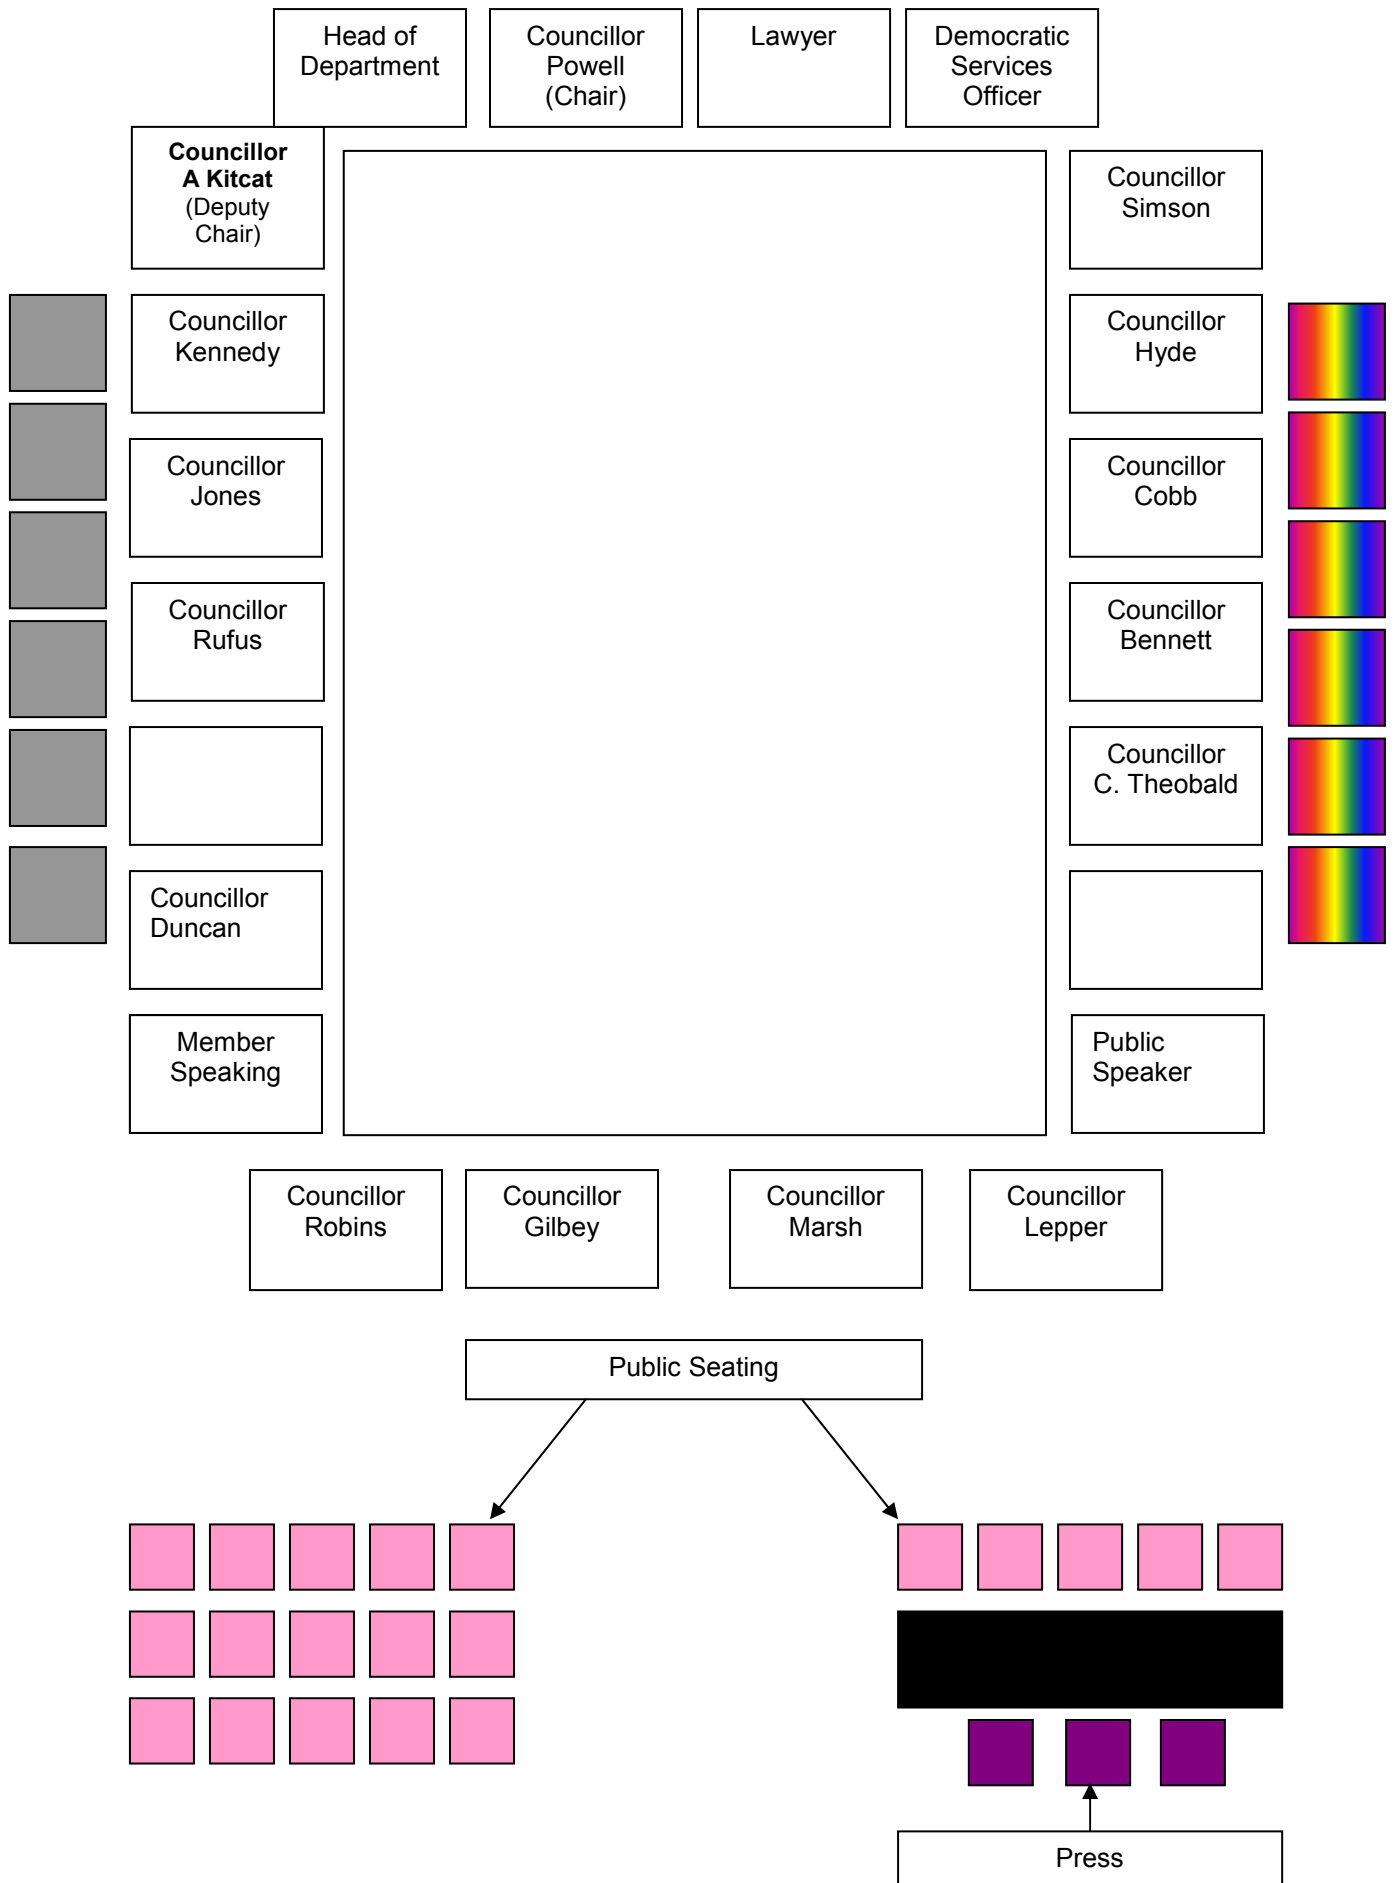 Head of
Department
Councillor
Powell
(Chair)
Lawyer
Democratic
Services
Officer
Councillor
A Kitcat
(Deputy
Chair)
Councillor
Simson
Councillor
Kennedy
Councillor
Hyde
Councillor
Jones
Councillor
Cobb
Councillor
Rufus
Councillor
Bennett
Councillor
C. Theobald
Councillor
Duncan
Member
Speaking
Public
Speaker
Councillor
Robins
Councillor
Gilbey
Councillor
Marsh
Councillor
Lepper
Public Seating
Press